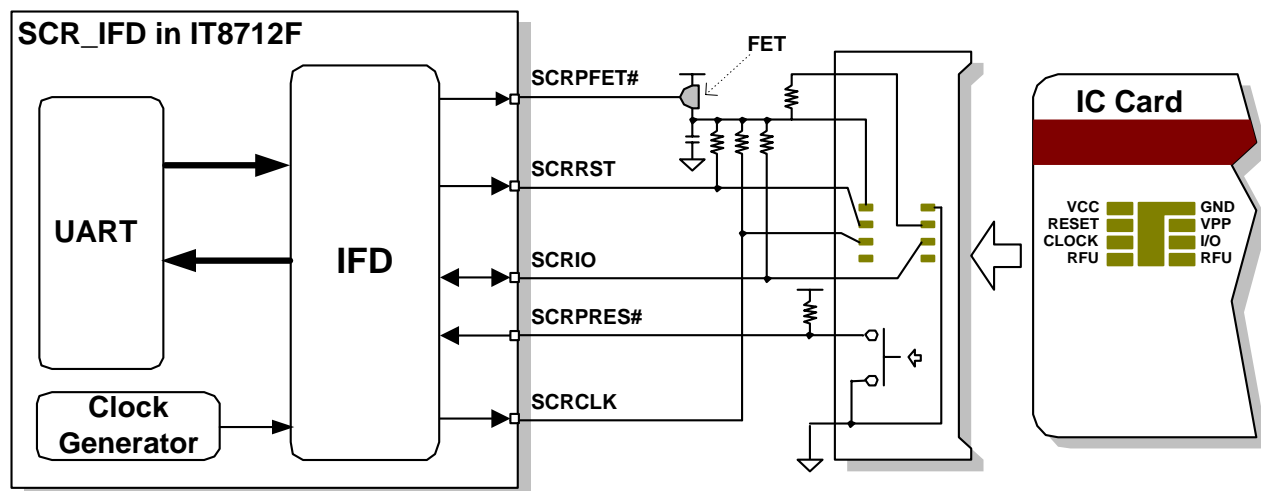 SCR_IFD in IT8712F
UART
IFD
Clock
Generator
SCRPFET#
SCRRST
SCRIO
SCRPRES#
SCRCLK
FET
IC Card
VCC
RESET
CLOCK
RFU
GND
VPP
I/O
RFU